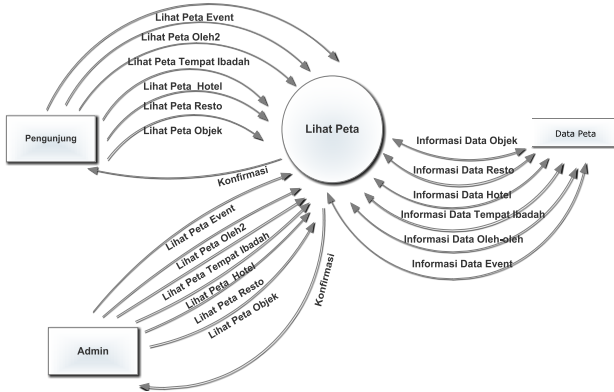 Lihat Peta Event
Lihat Peta Oleh2
Lihat Peta Tempat Ibadah
Lihat Peta Hotel
Lihat Peta Resto
Lihat Peta Objek
Pengunjung
Lihat Peta
Data Peta
Informasi Data Objek
Informasi Data Resto
Informasi Data Hotel
Informasi Data Tempat Ibadah
Informasi Data Oleh-oleh
Informasi Data Event
Konfirmasi
Lihat Peta Event
Lihat Peta Oleh2
Lihat Peta Tempat Ibadah
Lihat Peta Hotel
Lihat Peta Resto
Lihat Peta Objek
Konfirmasi
Admin